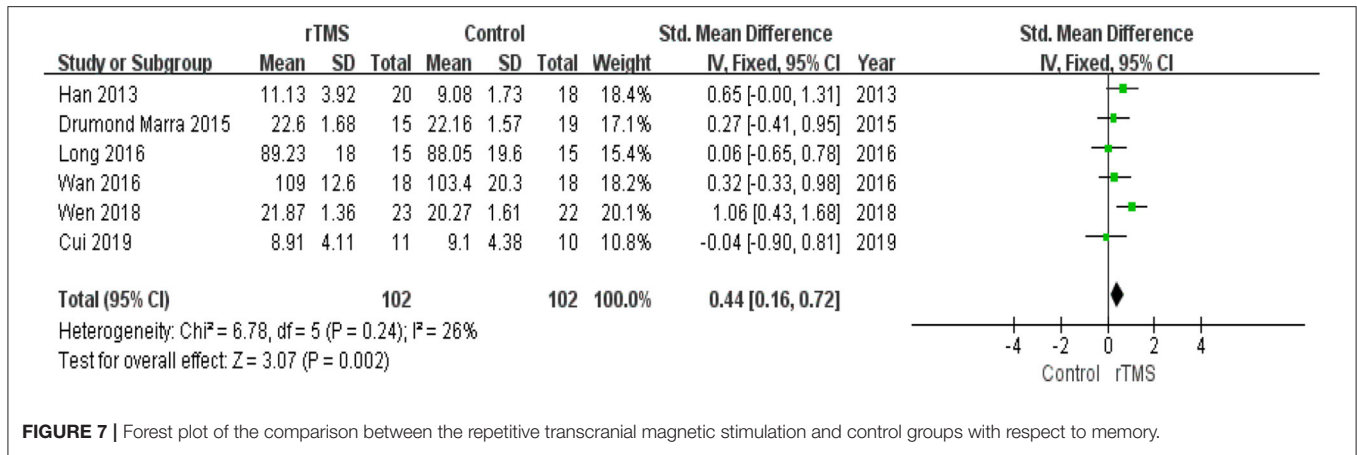 rTMS Control Std. Mean Difference Std. Mean Difference
Study or Subgroup Mean SD Total Mean SD Total Weight IV, Fixed, 95% CI Year IV, Fixed, 95% CI
Han 2013 11.13 3.92 20 9.08 1.73 18 18.4% 0.65 [-0.00, 1.31] 2013
Drumond Marra 2015 22.6 1.68 15 22.16 1.57 19 17.1% 0.27 [-0.41, 0.95] 2015
Long 2016 89.23 18 15 88.05 19.6 15 15.4% 0.06 [-0.65, 0.78] 2016
Wan 2016 109 12.6 18 103.4 20.3 18 18.2% 0.32 [-0.33, 0.98] 2016
Wen 2018 21.87 1.36 23 20.27 1.61 22 20.1% 1.06 [0.43, 1.68] 2018
Cui 2019 8.91 4.11 11 9.1 4.38 10 10.8% -0.04 [-0.90, 0.81] 2019
Total (95% CI) 102 102 100.0% 0.44 [0.16, 0.72]
Heterogeneity: Chi² = 6.78, df = 5 (P = 0.24); I² = 26%
Test for overall effect: Z = 3.07 (P = 0.002)
-4 -2 0 2 4
Control rTMS
FIGURE 7 | Forest plot of the comparison between the repetitive transcranial magnetic stimulation and control groups with respect to memory.